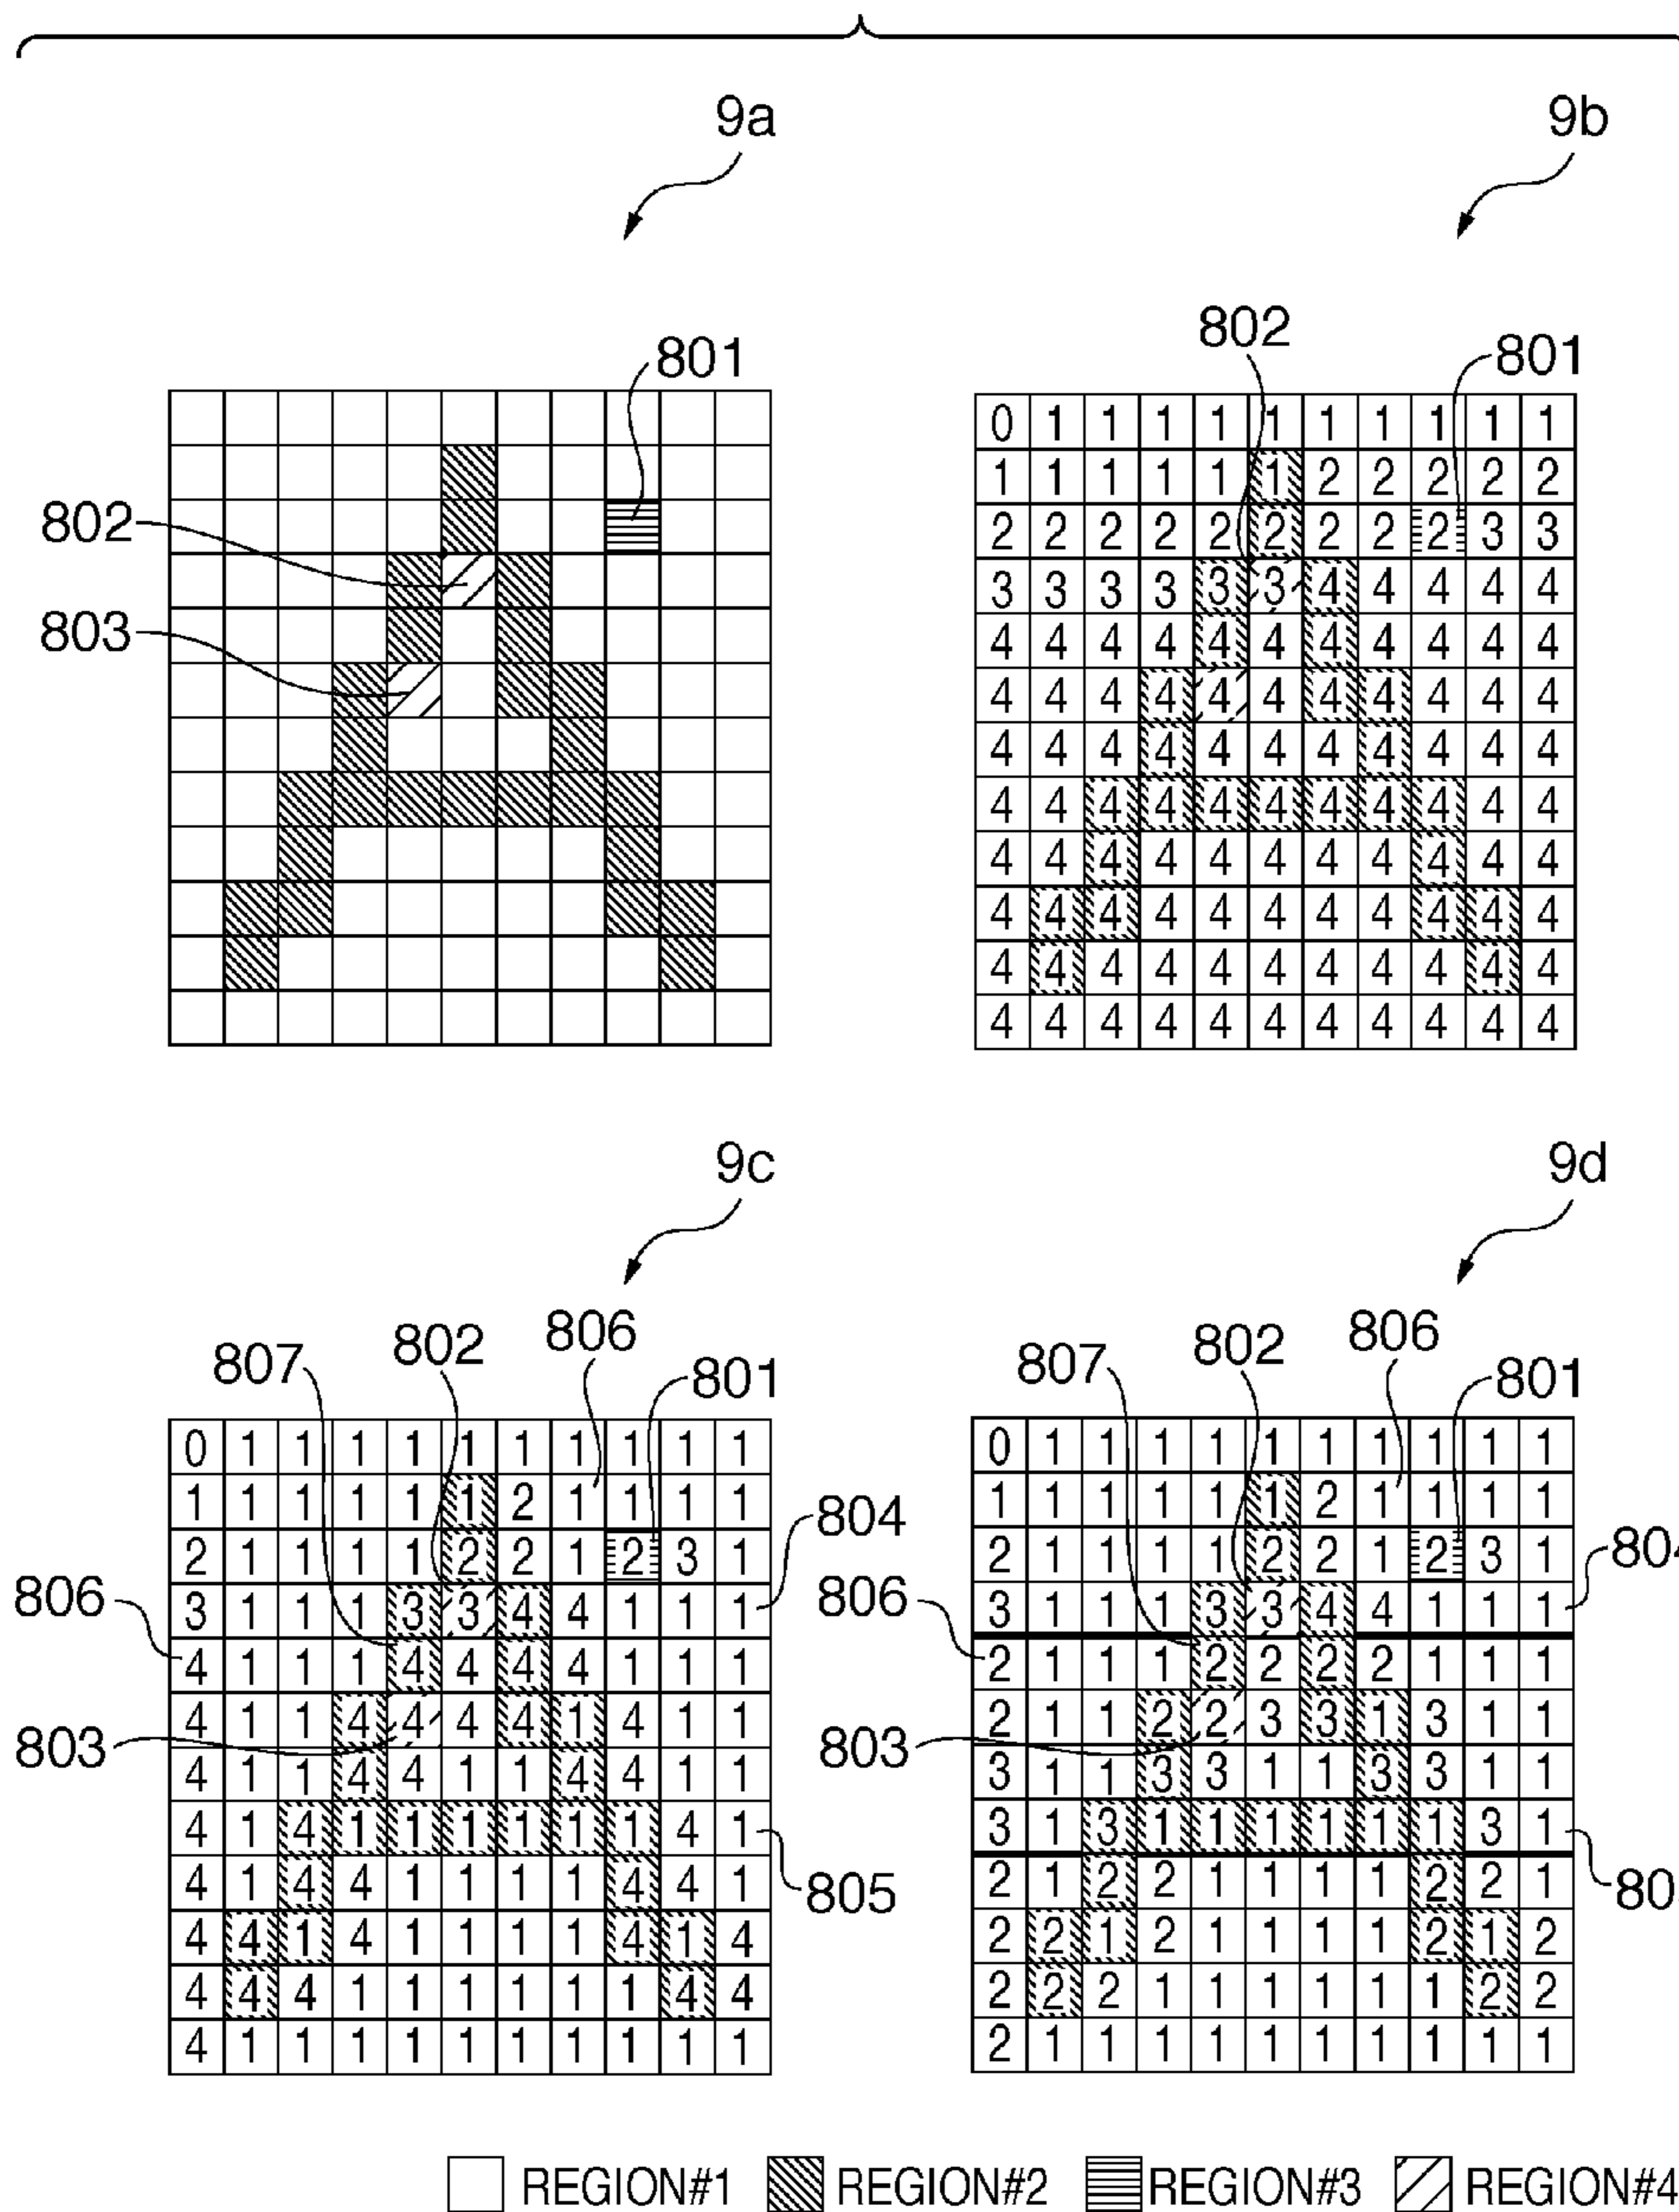 9a
9b
801
802
803
802
801
0 1 1 1 1 1 1 1 1 1 1
1 1 1 1 1 1 2 2 2 2 2
2 2 2 2 2 2 2 2 2 3 3
3 3 3 3 3 3 4 4 4 4 4
4 4 4 4 4 4 4 4 4 4 4
4 4 4 4 4 4 4 4 4 4 4
4 4 4 4 4 4 4 4 4 4 4
4 4 4 4 4 4 4 4 4 4 4
4 4 4 4 4 4 4 4 4 4 4
4 4 4 4 4 4 4 4 4 4 4
4 4 4 4 4 4 4 4 4 4 4
4 4 4 4 4 4 4 4 4 4 4
9c
9d
807
802
806
801
804
806
803
805
0 1 1 1 1 1 1 1 1 1 1
1 1 1 1 1 1 2 1 1 1 1
2 1 1 1 1 2 2 1 2 3 1
3 1 1 1 3 3 4 4 1 1 1
4 1 1 1 4 4 4 4 1 1 1
4 1 1 4 4 4 4 1 4 1 1
4 1 1 4 4 1 1 4 4 1 1
4 1 4 1 1 1 1 1 1 4 1
4 1 4 4 1 1 1 1 4 4 1
4 4 1 4 1 1 1 1 4 1 4
4 4 4 1 1 1 1 1 1 4 4
4 1 1 1 1 1 1 1 1 1 1
807
802
806
801
804
806
803
80
0 1 1 1 1 1 1 1 1 1 1
1 1 1 1 1 1 2 1 1 1 1
2 1 1 1 1 2 2 1 2 3 1
3 1 1 1 3 3 4 4 1 1 1
2 1 1 1 2 2 2 2 1 1 1
2 1 1 2 2 3 3 1 3 1 1
3 1 1 3 3 1 1 3 3 1 1
3 1 3 1 1 1 1 1 1 3 1
2 1 2 2 1 1 1 1 2 2 1
2 2 1 2 1 1 1 1 2 1 2
2 2 2 1 1 1 1 1 1 2 2
2 1 1 1 1 1 1 1 1 1 1
REGION#1 REGION#2 REGION#3 REGION#4